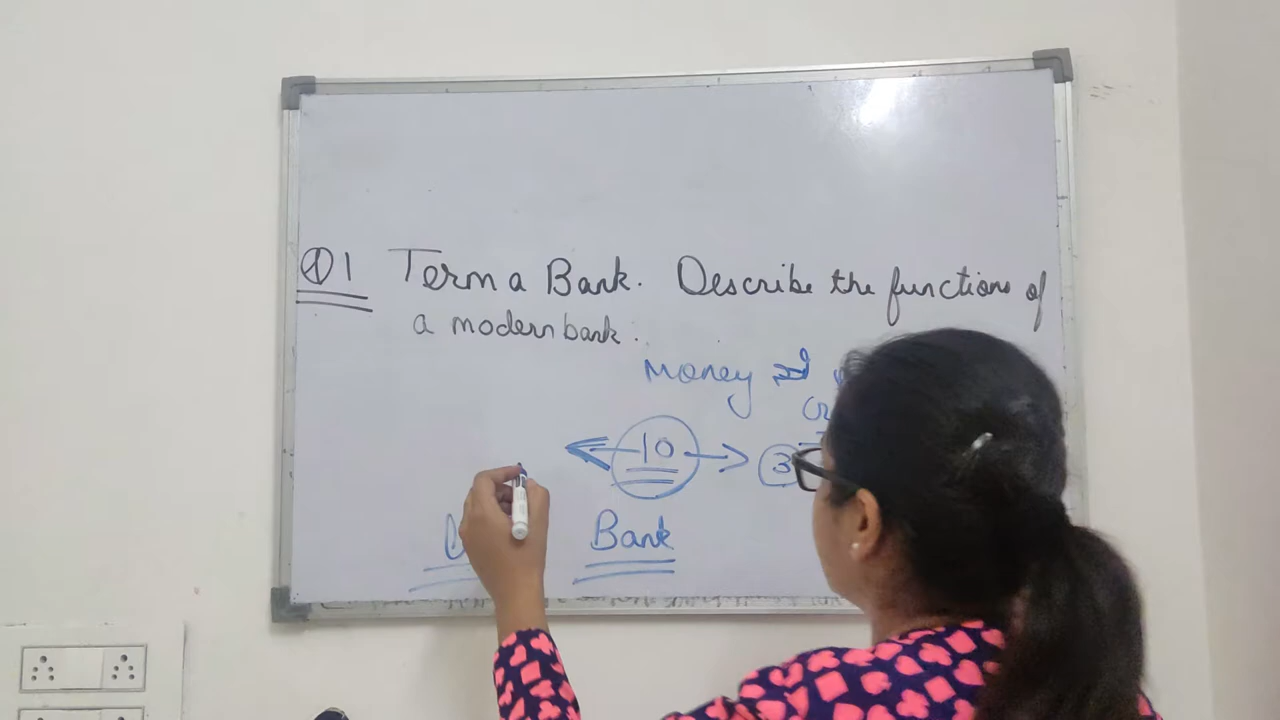 Q1 Term a Bank. Describe the functions of
a modern bank.
Money
10
3
Bank